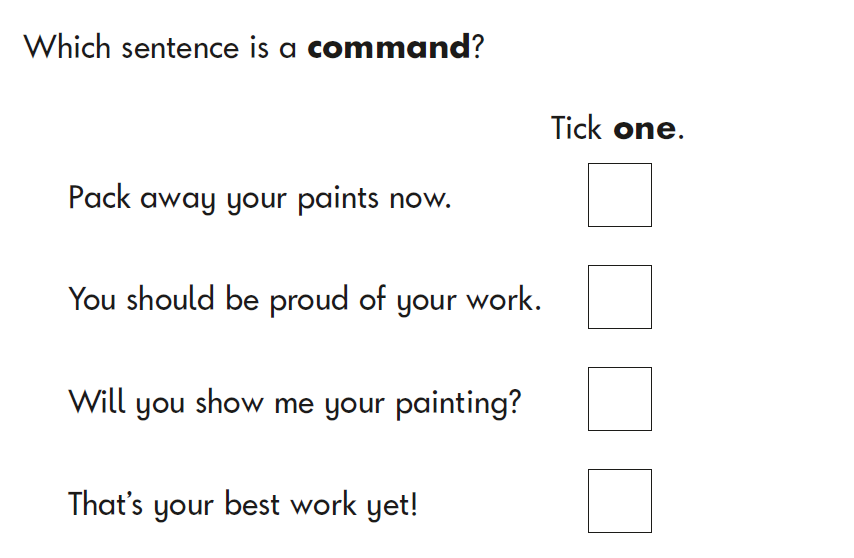 Which sentence is a command?
Tick one.
Pack away your paints now.
You should be proud of your work.
Will you show me your painting?
That’s your best work yet!